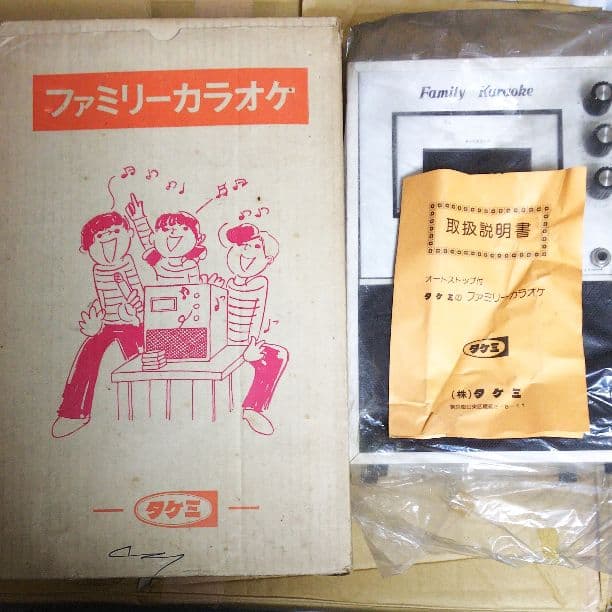 ファミリーカラオケ
タケミ
Family Karaoke
取扱説明書
オートストップ付
タケミのファミリーカラオケ
タケミ
(株)タケミ